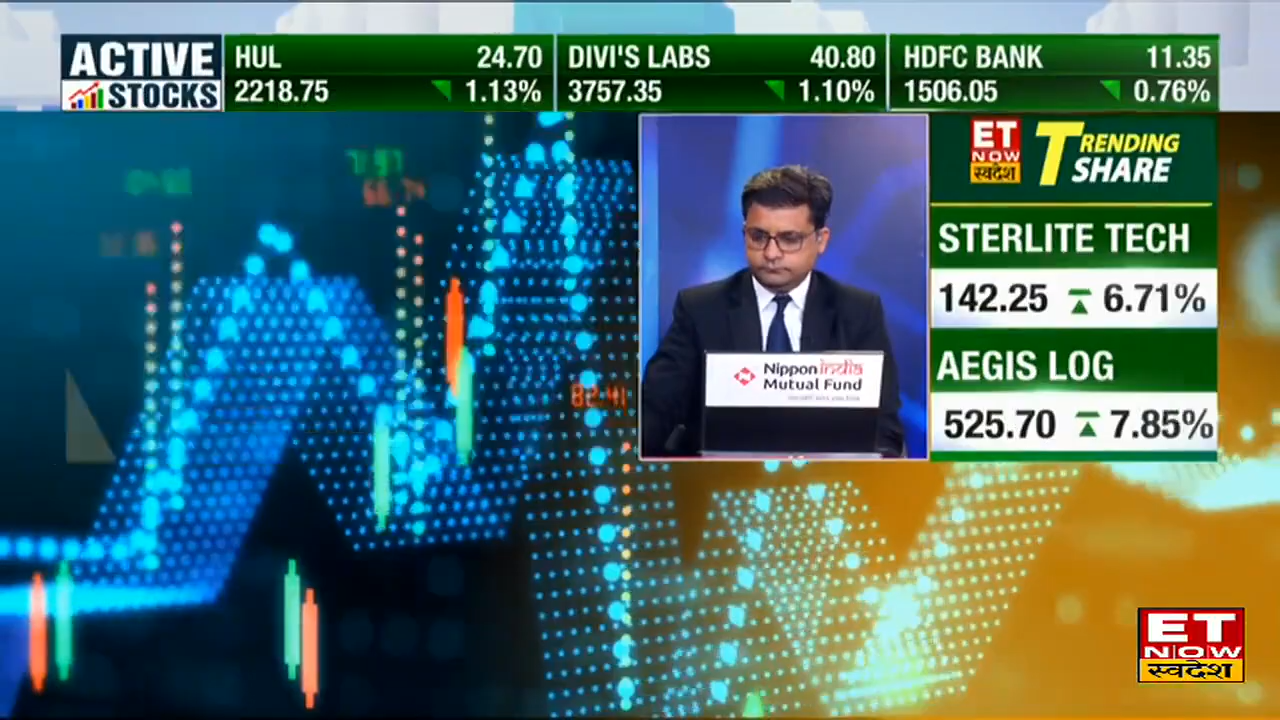 ACTIVE
STOCKS
HUL 24.70
2218.75 1.13%
DIVI'S LABS 40.80
3757.35 1.10%
HDFC BANK 11.35
1506.05 0.76%
ET
NOW
स्वदेश
TRENDING
SHARE
STERLITE TECH
142.25 6.71%
AEGIS LOG
525.70 7.85%
Nippon india
Mutual Fund
82.41
ET
NOW
स्वदेश